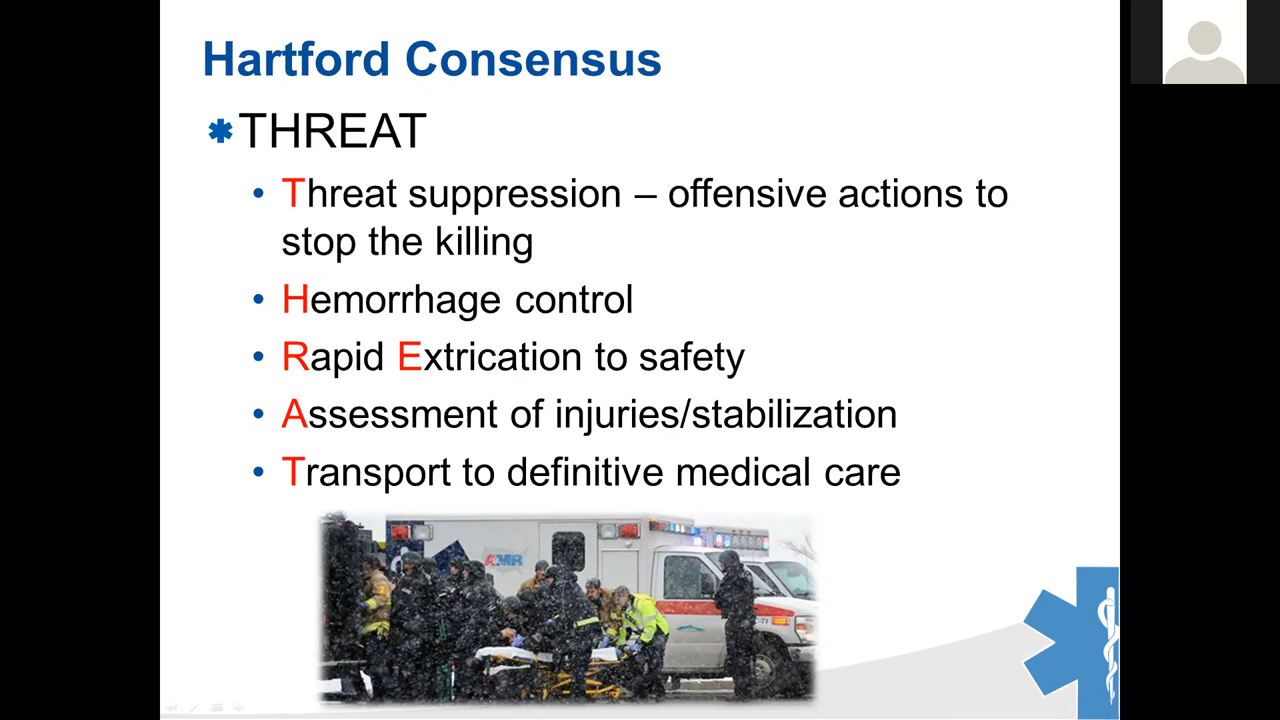 Hartford Consensus
THREAT
• Threat suppression – offensive actions to
stop the killing
• Hemorrhage control
• Rapid Extrication to safety
• Assessment of injuries/stabilization
• Transport to definitive medical care
AMR